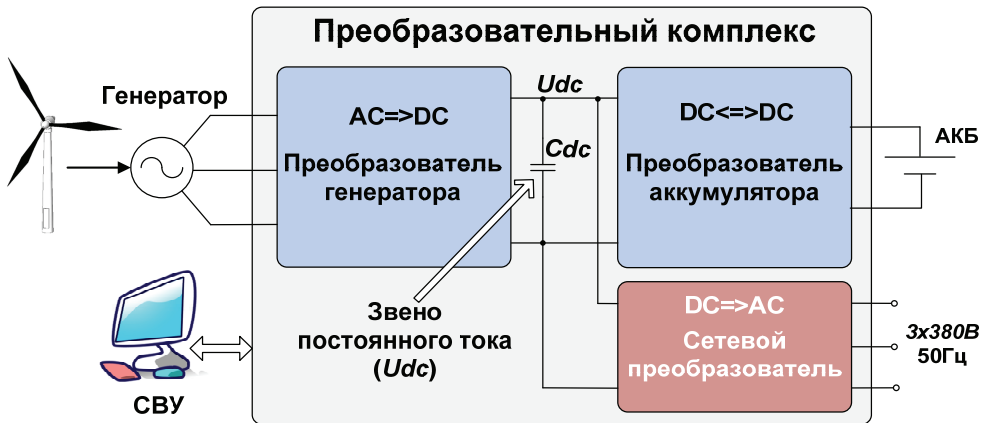 Преобразовательный комплекс
Генератор
AC=>DC
Преобразователь
генератора
Udc
Cdc
DC<=>DC
Преобразователь
аккумулятора
АКБ
Звено
постоянного тока
(Udc)
DC=>AC
Сетевой
преобразователь
3x380В
50Гц
СВУ